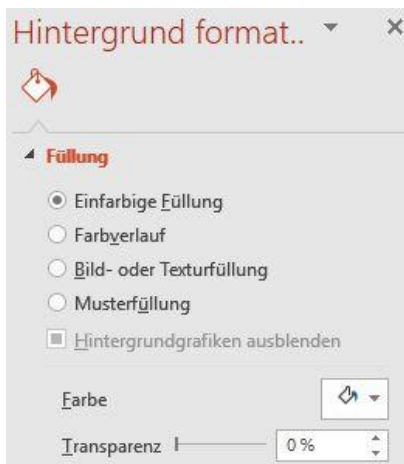 Hintergrund format..
Füllung
Einfarbige Füllung
Farbverlauf
Bild- oder Texturfüllung
Musterfüllung
Hintergrundgrafiken ausblenden
Farbe
Transparenz 0 %